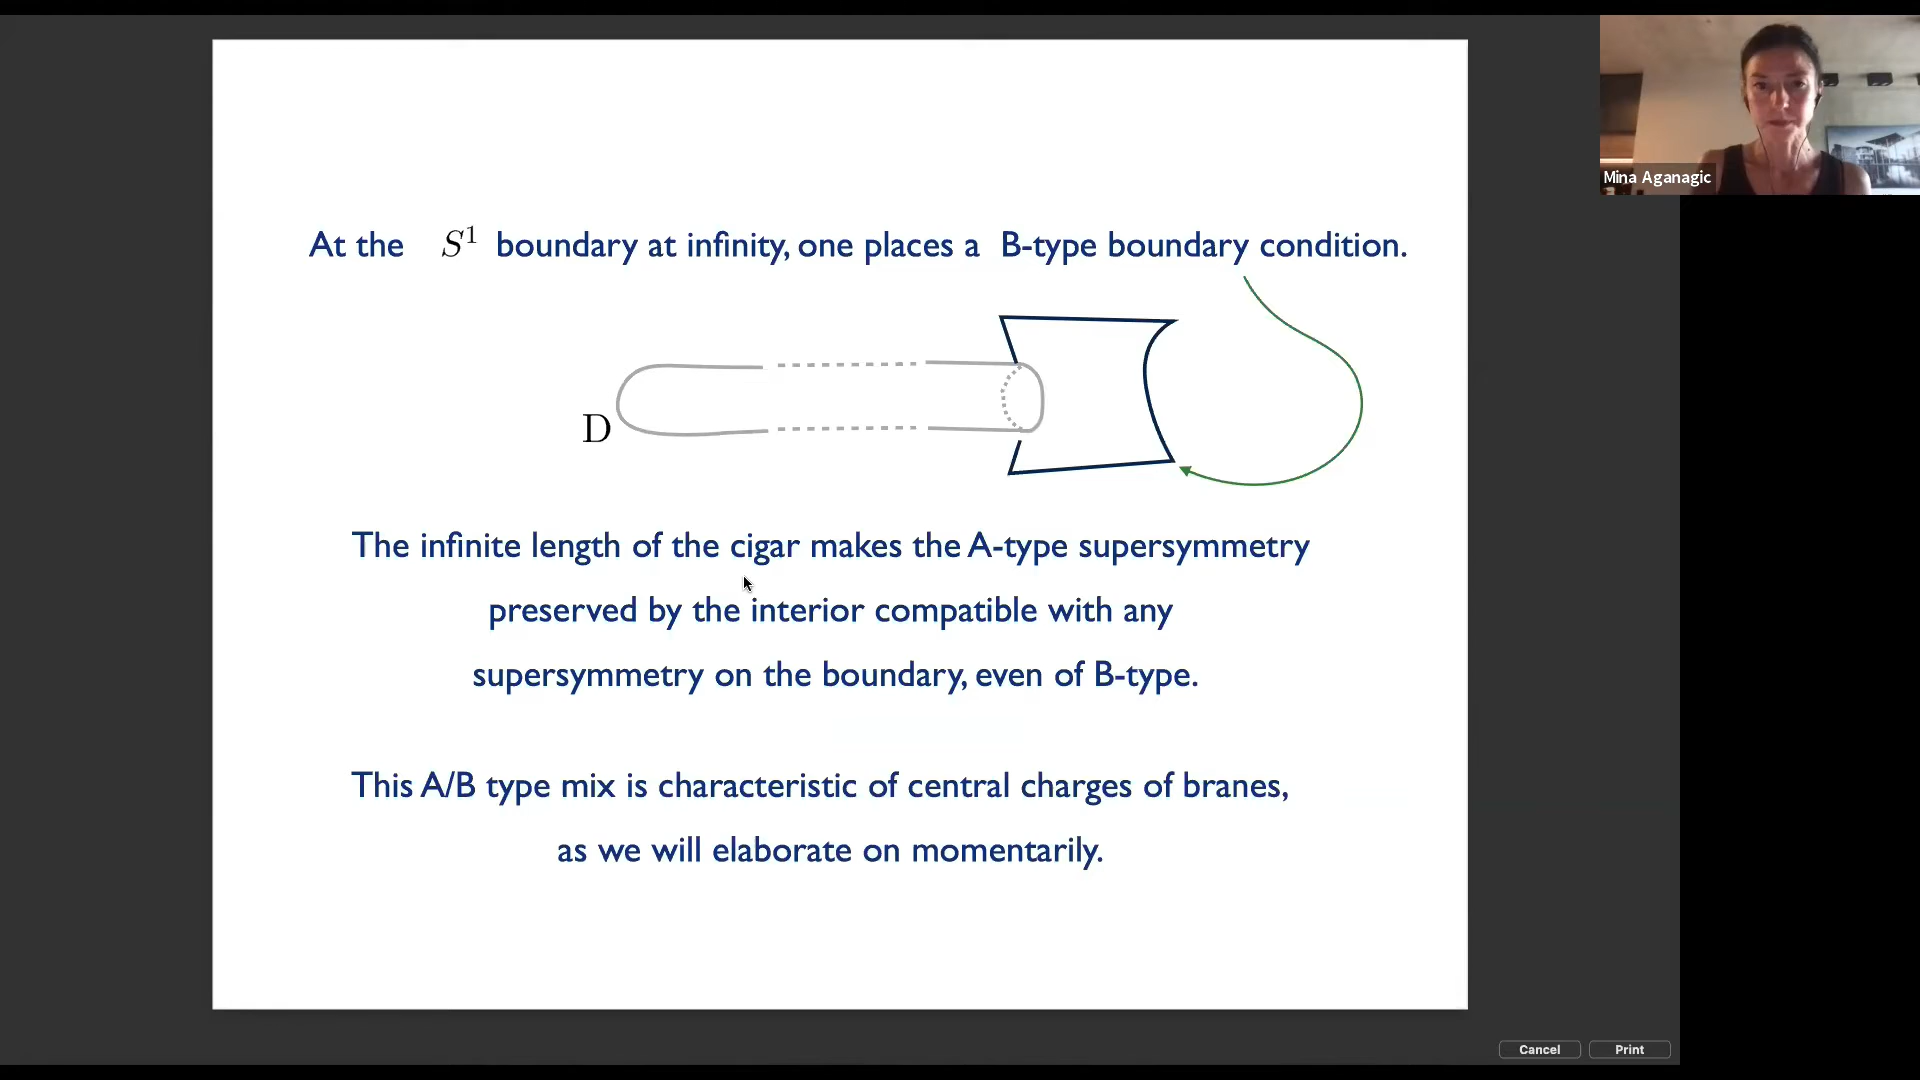 Mina Aganagic
At the S¹ boundary at infinity, one places a B-type boundary condition.
D
The infinite length of the cigar makes the A-type supersymmetry
preserved by the interior compatible with any
supersymmetry on the boundary, even of B-type.
This A/B type mix is characteristic of central charges of branes,
as we will elaborate on momentarily.
Cancel
Print